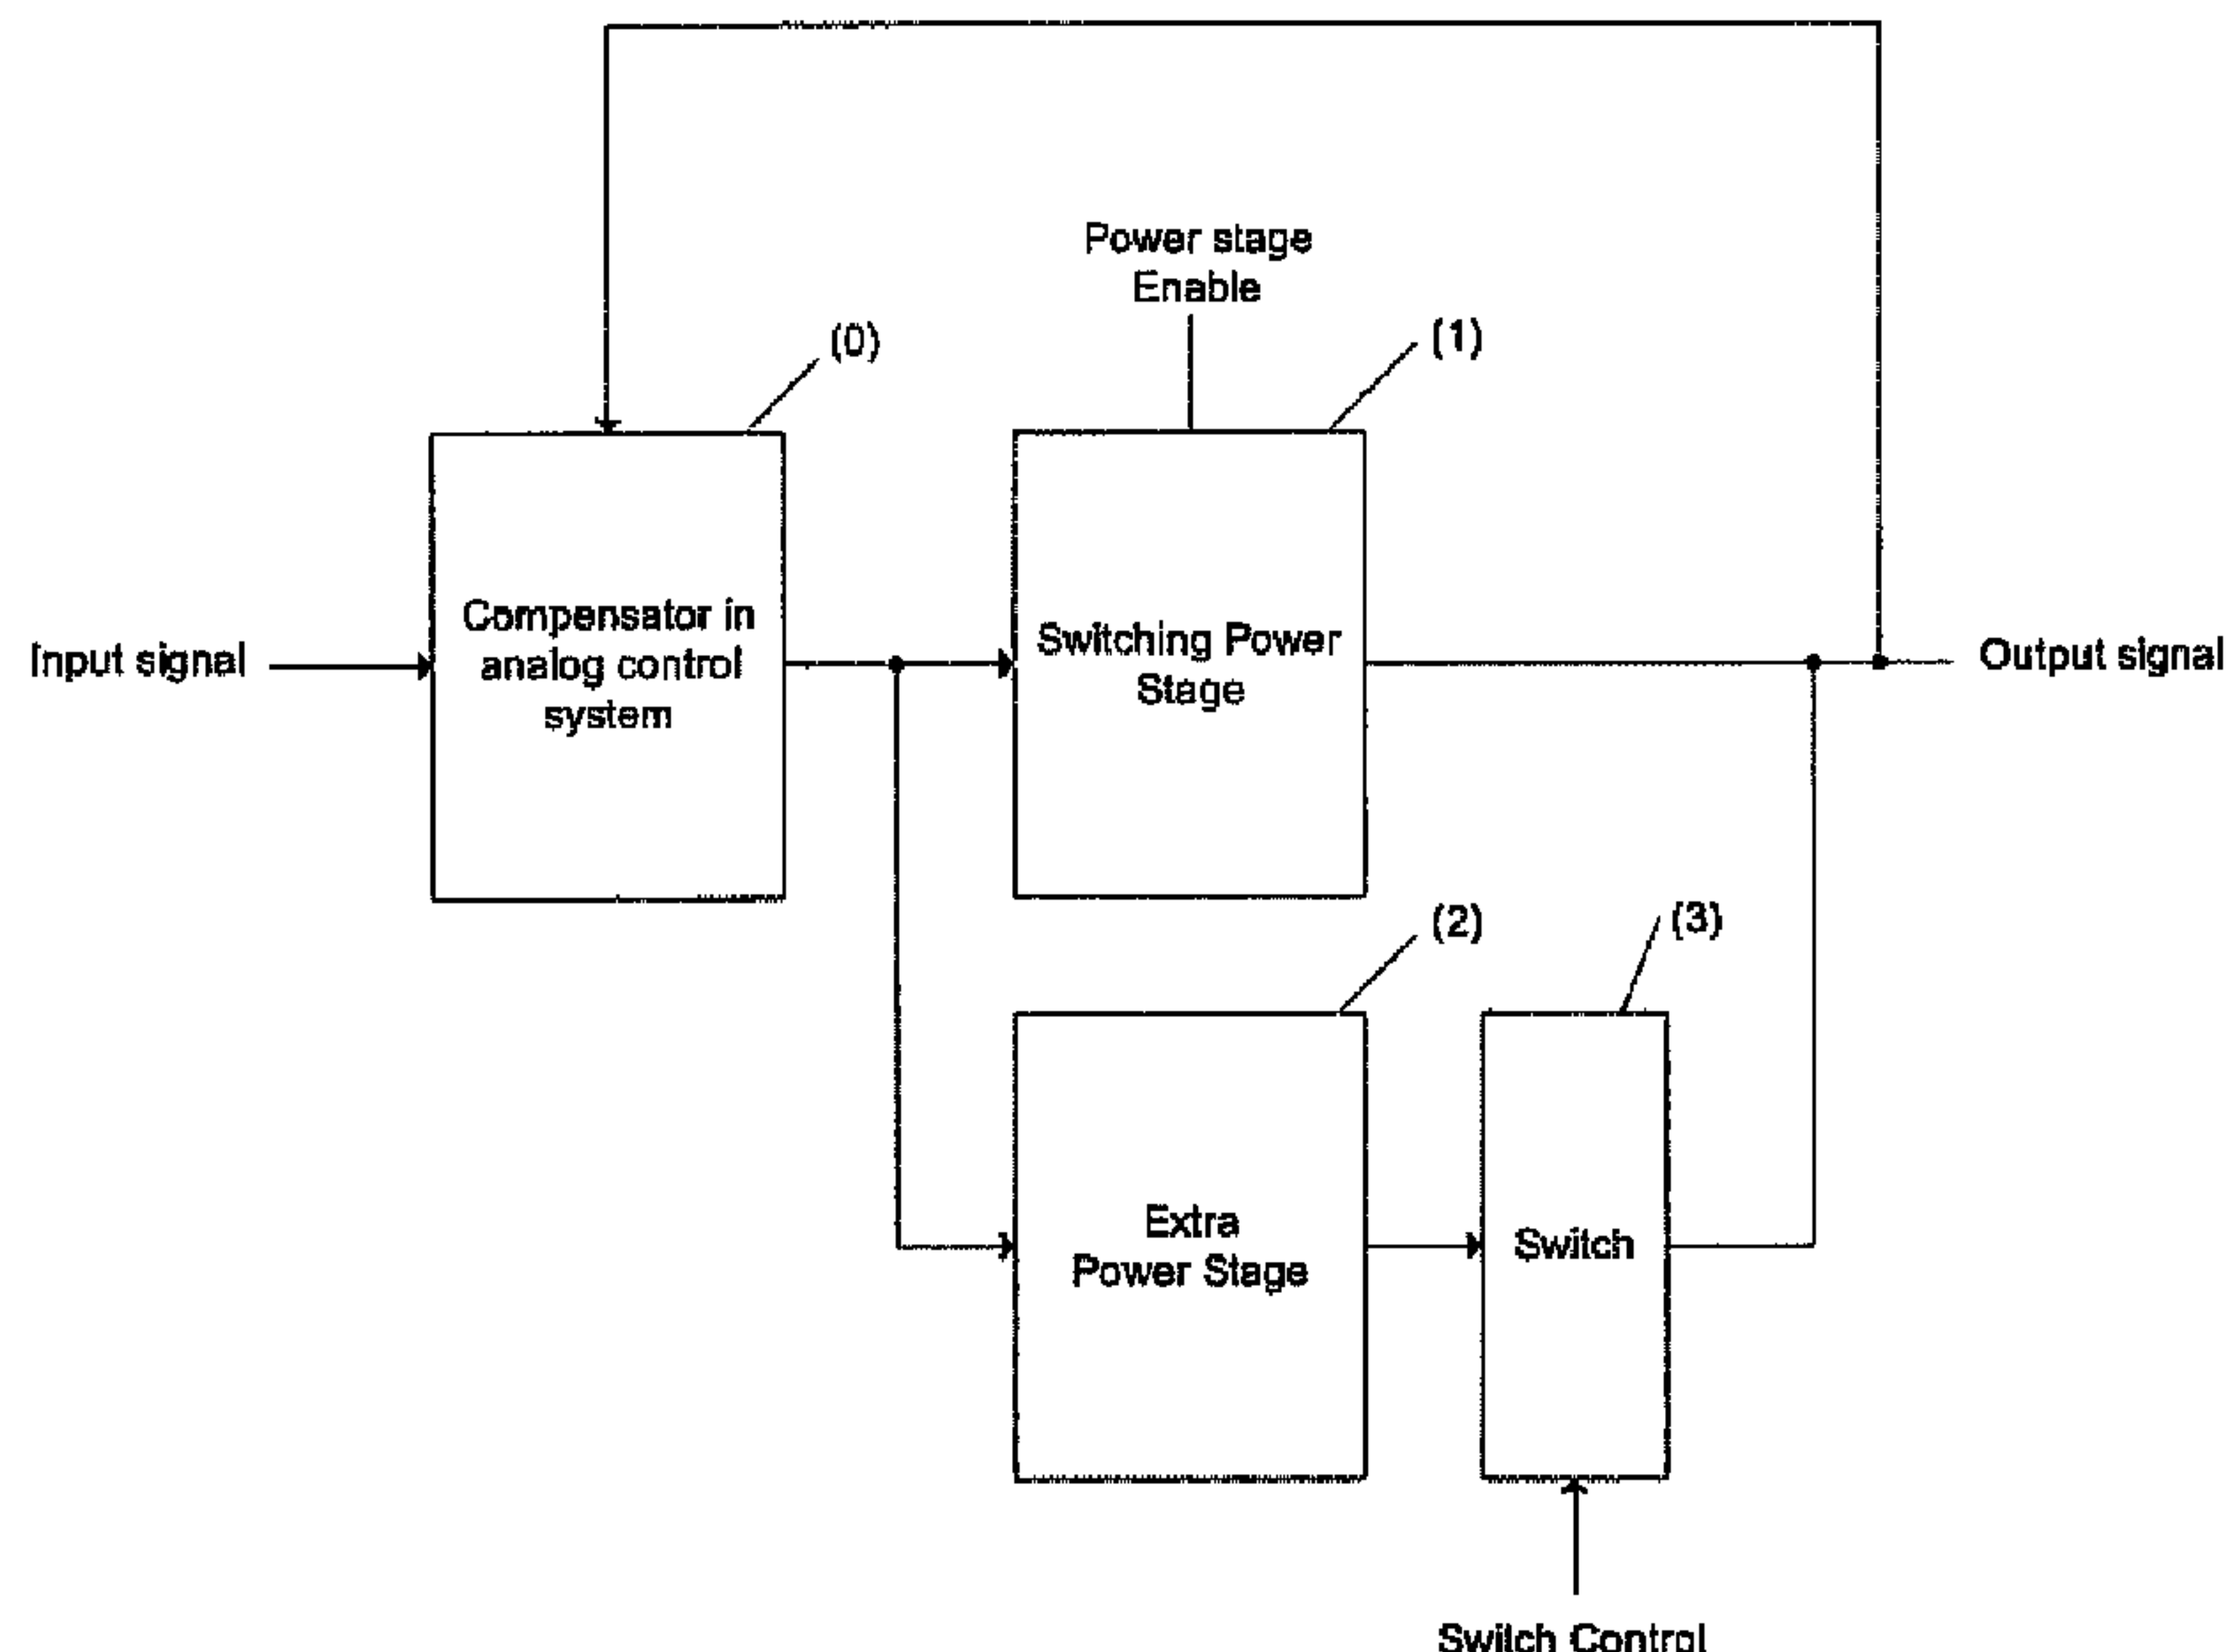 Power stage
Enable
(0)
(1)
Input signal
Compensator in
analog control
system
Switching Power
Stage
Output signal
(2)
(3)
Extra
Power Stage
Switch
Switch Control